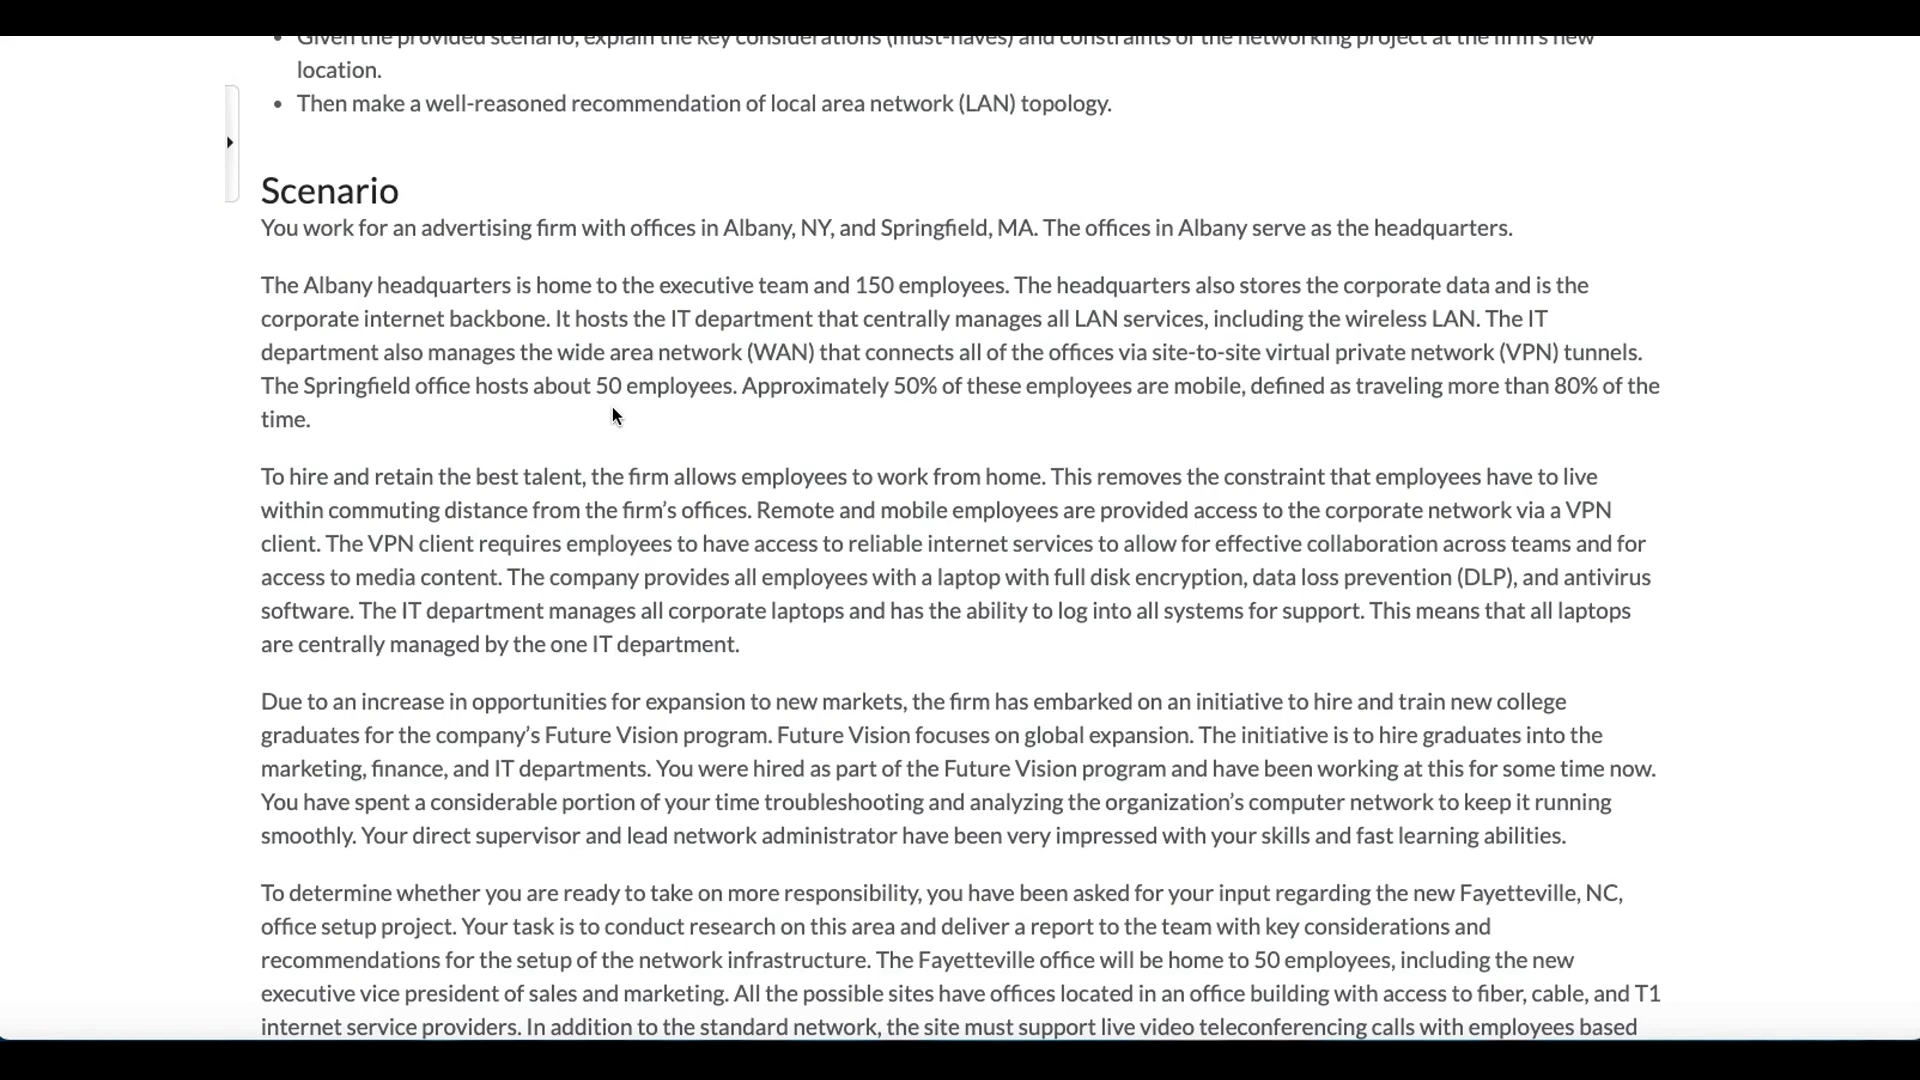 Given the provided scenario, explain the key considerations (must-haves) and constraints of the networking project at the firm's new
location.
Then make a well-reasoned recommendation of local area network (LAN) topology.
Scenario
You work for an advertising firm with offices in Albany, NY, and Springfield, MA. The offices in Albany serve as the headquarters.
The Albany headquarters is home to the executive team and 150 employees. The headquarters also stores the corporate data and is the
corporate internet backbone. It hosts the IT department that centrally manages all LAN services, including the wireless LAN. The IT
department also manages the wide area network (WAN) that connects all of the offices via site-to-site virtual private network (VPN) tunnels.
The Springfield office hosts about 50 employees. Approximately 50% of these employees are mobile, defined as traveling more than 80% of the
time.
To hire and retain the best talent, the firm allows employees to work from home. This removes the constraint that employees have to live
within commuting distance from the firm's offices. Remote and mobile employees are provided access to the corporate network via a VPN
client. The VPN client requires employees to have access to reliable internet services to allow for effective collaboration across teams and for
access to media content. The company provides all employees with a laptop with full disk encryption, data loss prevention (DLP), and antivirus
software. The IT department manages all corporate laptops and has the ability to log into all systems for support. This means that all laptops
are centrally managed by the one IT department.
Due to an increase in opportunities for expansion to new markets, the firm has embarked on an initiative to hire and train new college
graduates for the company's Future Vision program. Future Vision focuses on global expansion. The initiative is to hire graduates into the
marketing, finance, and IT departments. You were hired as part of the Future Vision program and have been working at this for some time now.
You have spent a considerable portion of your time troubleshooting and analyzing the organization's computer network to keep it running
smoothly. Your direct supervisor and lead network administrator have been very impressed with your skills and fast learning abilities.
To determine whether you are ready to take on more responsibility, you have been asked for your input regarding the new Fayetteville, NC,
office setup project. Your task is to conduct research on this area and deliver a report to the team with key considerations and
recommendations for the setup of the network infrastructure. The Fayetteville office will be home to 50 employees, including the new
executive vice president of sales and marketing. All the possible sites have offices located in an office building with access to fiber, cable, and T1
internet service providers. In addition to the standard network, the site must support live video teleconferencing calls with employees based